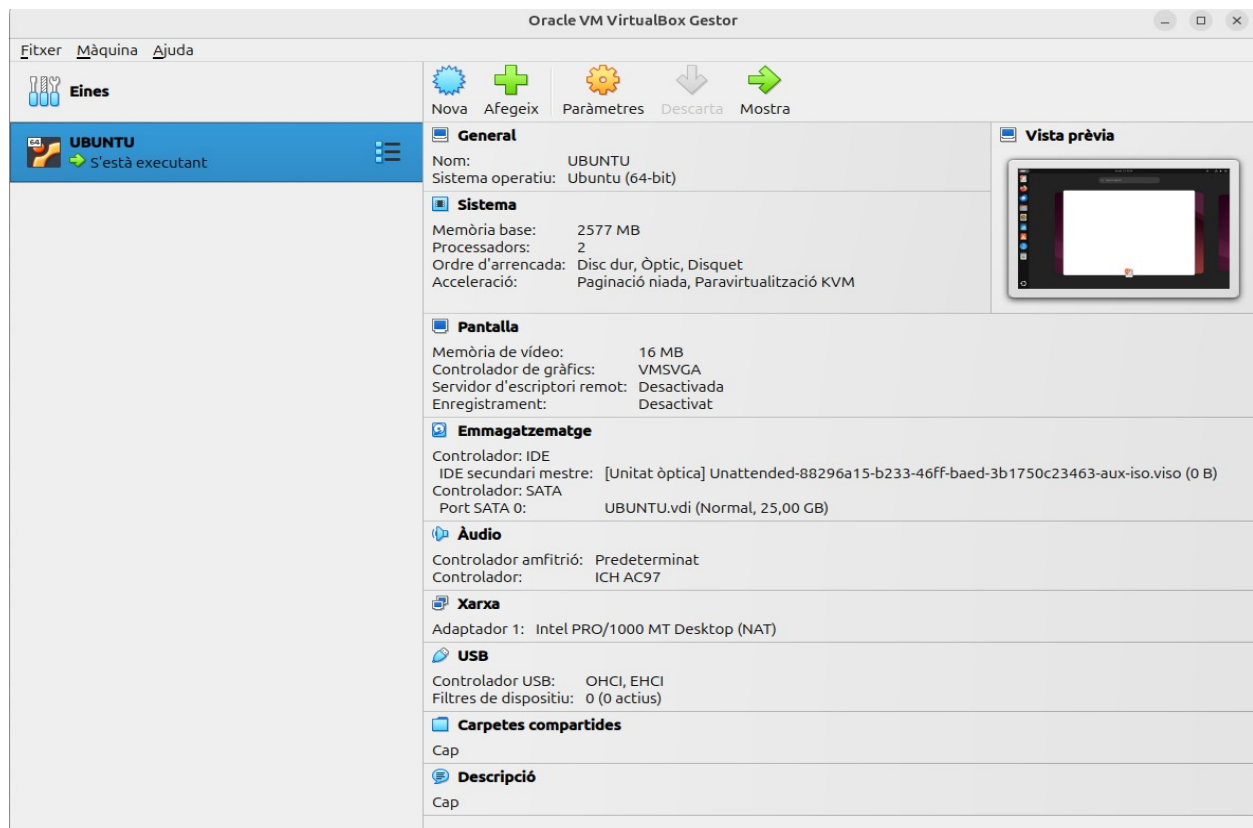 Oracle VM VirtualBox Gestor
Fitxer Màquina Ajuda
Eines
Nova Afegeix Paràmetres Descarta Mostra
64
UBUNTU
S'està executant
General
Nom: UBUNTU
Sistema operatiu: Ubuntu (64-bit)
Vista prèvia
Sistema
Memòria base: 2577 MB
Processadors: 2
Ordre d'arrencada: Disc dur, Òptic, Disquet
Acceleració: Paginació niada, Paravirtualització KVM
Pantalla
Memòria de vídeo: 16 MB
Controlador de gràfics: VMSVGA
Servidor d'escriptori remot: Desactivada
Enregistrament: Desactivat
Emmagatzematge
Controlador: IDE
IDE secundari mestre: [Unitat òptica] Unattended-88296a15-b233-46ff-baed-3b1750c23463-aux-iso.viso (0 B)
Controlador: SATA
Port SATA 0: UBUNTU.vdi (Normal, 25,00 GB)
Àudio
Controlador amfitrió: Predeterminat
Controlador: ICH AC97
Xarxa
Adaptador 1: Intel PRO/1000 MT Desktop (NAT)
USB
Controlador USB: OHCI, EHCI
Filtres de dispositiu: 0 (0 actius)
Carpetes compartides
Cap
Descripció
Cap